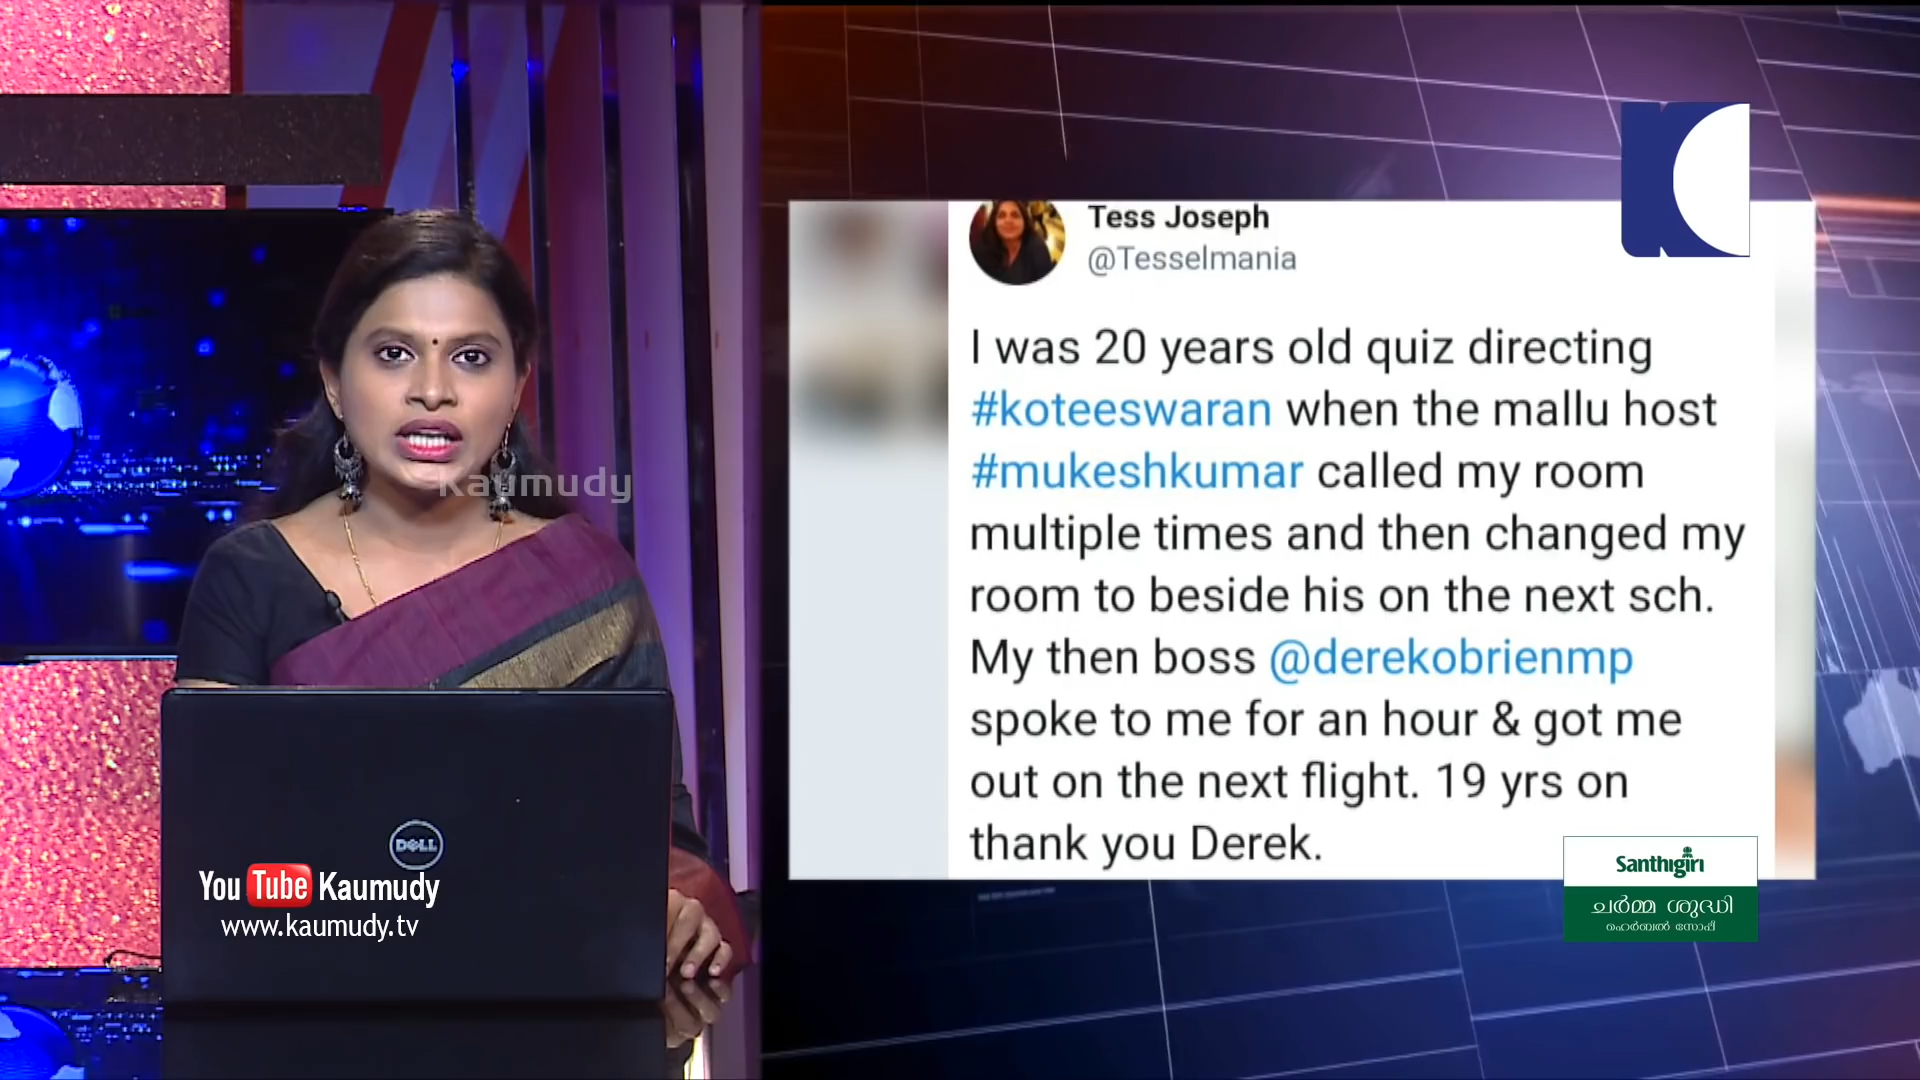 Tess Joseph
@Tesselmania
I was 20 years old quiz directing
#koteeswaran when the mallu host
#mukeshkumar called my room
multiple times and then changed my
room to beside his on the next sch.
My then boss @derekobrienmp
spoke to me for an hour & got me
out on the next flight. 19 yrs on
thank you Derek.
Kaumudy
DELL
You Tube Kaumudy
www.kaumudy.tv
Santhigiri
ചർമ്മ ശുദ്ധി
ഹെർബൽ സോപ്പ്